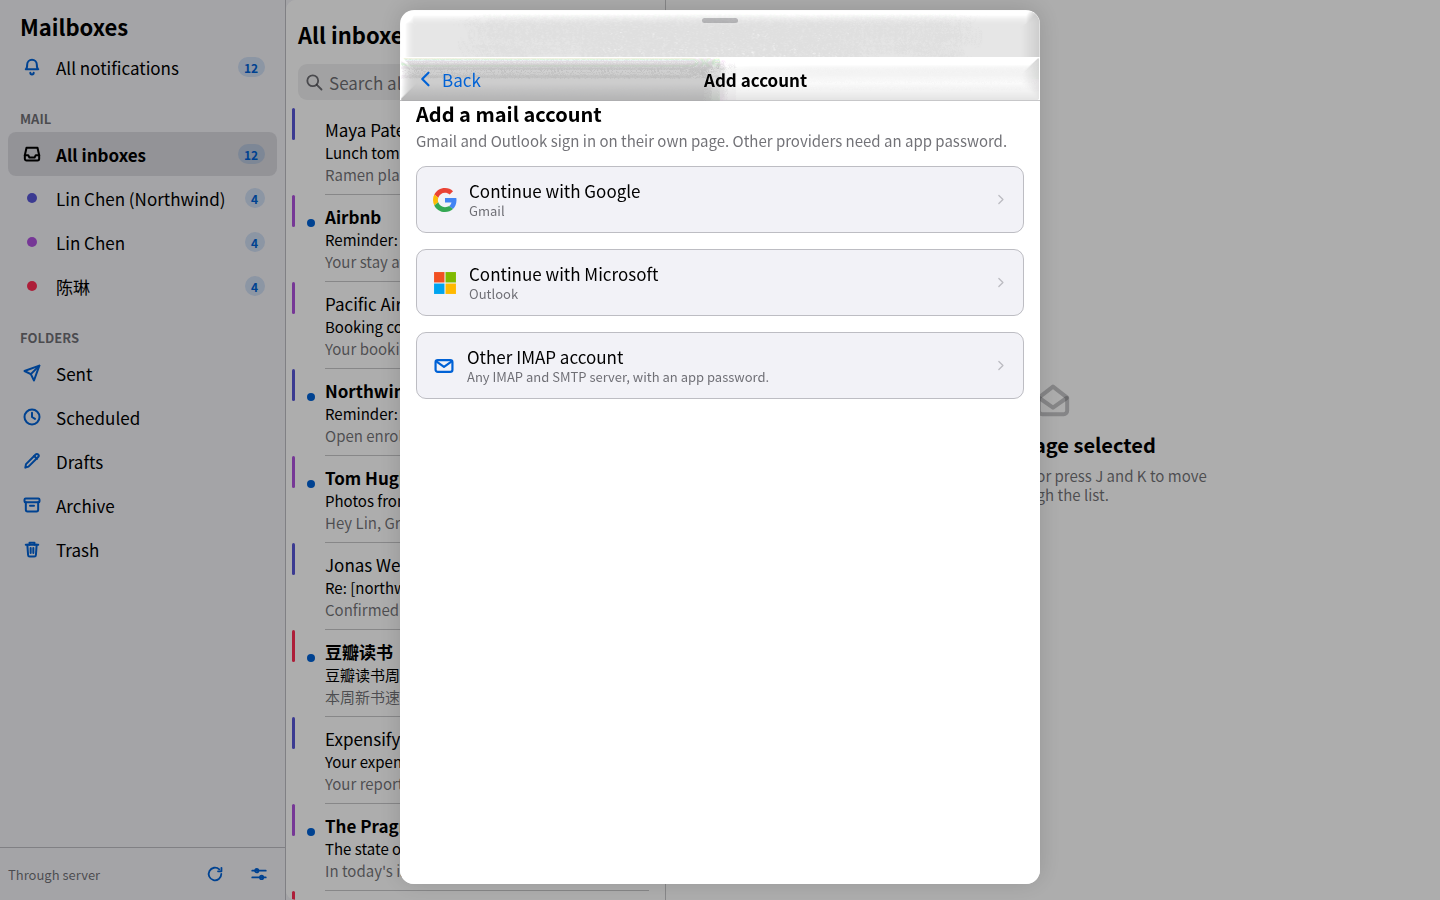 Mailboxes
All notifications 12
MAIL
All inboxes 12
Lin Chen (Northwind) 4
Lin Chen 4
陈琳 4
FOLDERS
Sent
Scheduled
Drafts
Archive
Trash
Through server
All inboxe
Search al
Maya Pate
Lunch tom
Ramen pla
Airbnb
Reminder:
Your stay a
Pacific Air
Booking co
Your booki
Northwin
Reminder:
Open enro
Tom Hug
Photos fro
Hey Lin, Gr
Jonas We
Re: [northw
Confirmed
豆瓣读书
豆瓣读书周
本周新书速
Expensify
Your expen
Your report
The Prag
The state o
In today's i
Back
Add account
Add a mail account
Gmail and Outlook sign in on their own page. Other providers need an app password.
Continue with Google
Gmail
Continue with Microsoft
Outlook
Other IMAP account
Any IMAP and SMTP server, with an app password.
age selected
or press J and K to move
gh the list.